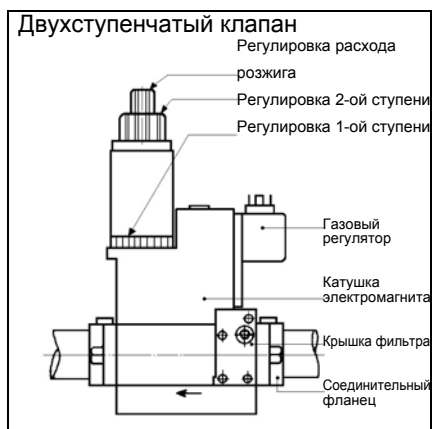 Двухступенчатый клапан
Регулировка расхода
розжига
Регулировка 2-ой ступени
Регулировка 1-ой ступени
Газовый
регулятор
Катушка
электромагнита
Крышка фильтра
Соединительный
фланец